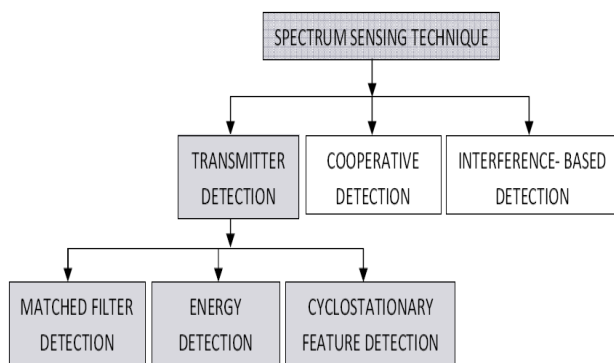 SPECTRUM SENSING TECHNIQUE
TRANSMITTER
DETECTION
COOPERATIVE
DETECTION
INTERFERENCE- BASED
DETECTION
MATCHED FILTER
DETECTION
ENERGY
DETECTION
CYCLOSTATIONARY
FEATURE DETECTION